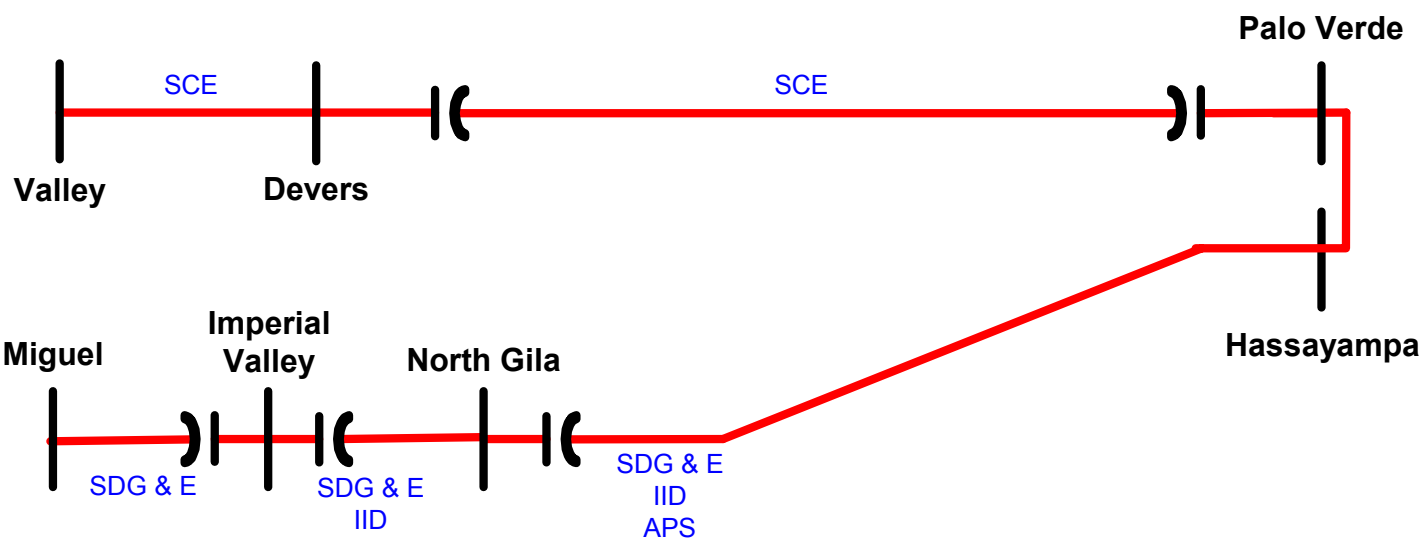 Palo Verde
SCE
SCE
Valley
Devers
Imperial
Valley
Miguel
North Gila
Hassayampa
SDG & E
SDG & E
IID
SDG & E
IID
APS